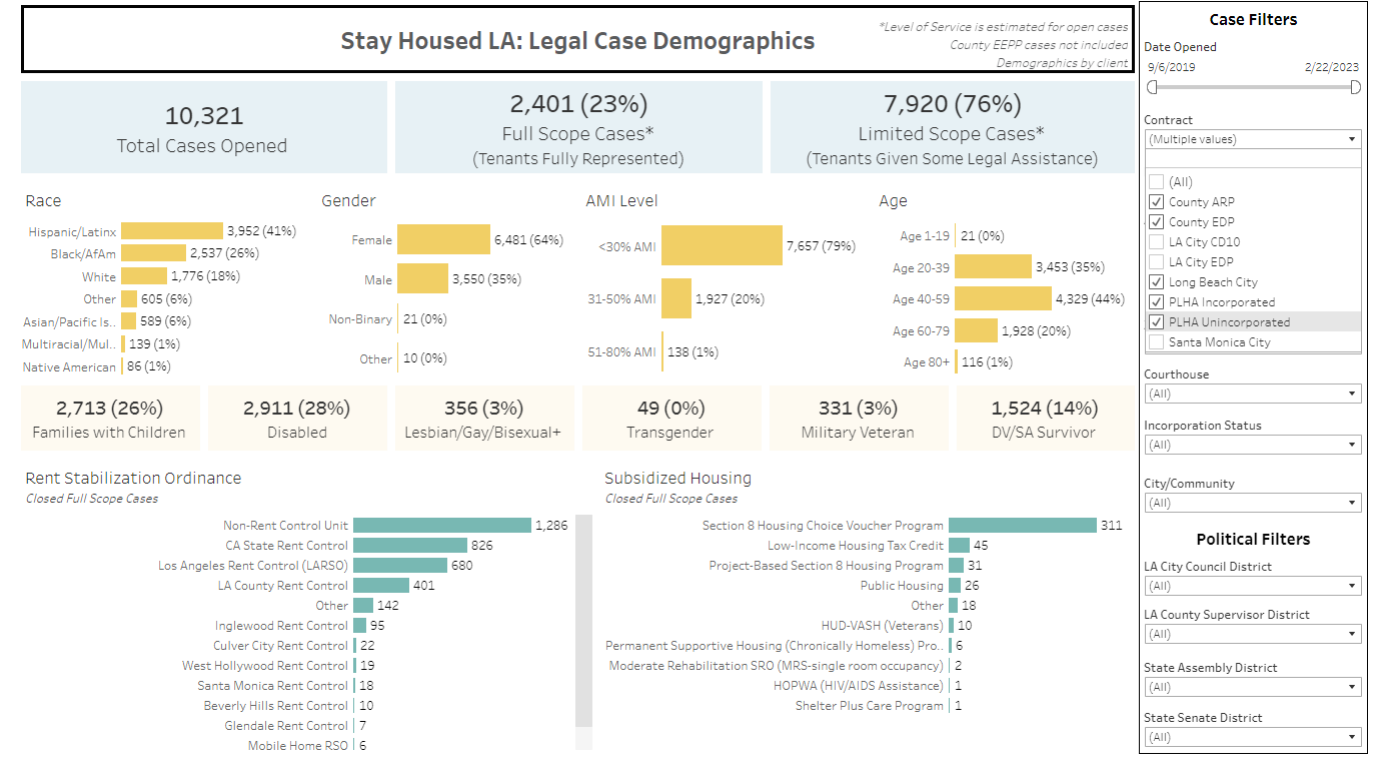 Stay Housed LA: Legal Case Demographics
*Level of Service is estimated for open cases
County EEPP cases not included
Demographics by client
10,321
Total Cases Opened
2,401 (23%)
Full Scope Cases*
(Tenants Fully Represented)
7,920 (76%)
Limited Scope Cases*
(Tenants Given Some Legal Assistance)
Race
Hispanic/Latinx 3,952 (41%)
Black/AfAm 2,537 (26%)
White 1,776 (18%)
Other 605 (6%)
Asian/Pacific Is.. 589 (6%)
Multiracial/Mul.. 139 (1%)
Native American 86 (1%)
Gender
Female 6,481 (64%)
Male 3,550 (35%)
Non-Binary 21 (0%)
Other 10 (0%)
AMI Level
<30% AMI 7,657 (79%)
31-50% AMI 1,927 (20%)
51-80% AMI 138 (1%)
Age
Age 1-19 21 (0%)
Age 20-39 3,453 (35%)
Age 40-59 4,329 (44%)
Age 60-79 1,928 (20%)
Age 80+ 116 (1%)
2,713 (26%)
Families with Children
2,911 (28%)
Disabled
356 (3%)
Lesbian/Gay/Bisexual+
49 (0%)
Transgender
331 (3%)
Military Veteran
1,524 (14%)
DV/SA Survivor
Rent Stabilization Ordinance
Closed Full Scope Cases
Non-Rent Control Unit 1,286
CA State Rent Control 826
Los Angeles Rent Control (LARSO) 680
LA County Rent Control 401
Other 142
Inglewood Rent Control 95
Culver City Rent Control 22
West Hollywood Rent Control 19
Santa Monica Rent Control 18
Beverly Hills Rent Control 10
Glendale Rent Control 7
Mobile Home RSO 6
Subsidized Housing
Closed Full Scope Cases
Section 8 Housing Choice Voucher Program 311
Low-Income Housing Tax Credit 45
Project-Based Section 8 Housing Program 31
Public Housing 26
Other 18
HUD-VASH (Veterans) 10
Permanent Supportive Housing (Chronically Homeless) Pro.. 6
Moderate Rehabilitation SRO (MRS-single room occupancy) 2
HOPWA (HIV/AIDS Assistance) 1
Shelter Plus Care Program 1
Case Filters
Date Opened
9/6/2019 2/22/2023
Contract
(Multiple values)
(All)
County ARP
County EDP
LA City CD10
LA City EDP
Long Beach City
PLHA Incorporated
PLHA Unincorporated
Santa Monica City
Courthouse
(All)
Incorporation Status
(All)
City/Community
(All)
Political Filters
LA City Council District
(All)
LA County Supervisor District
(All)
State Assembly District
(All)
State Senate District
(All)